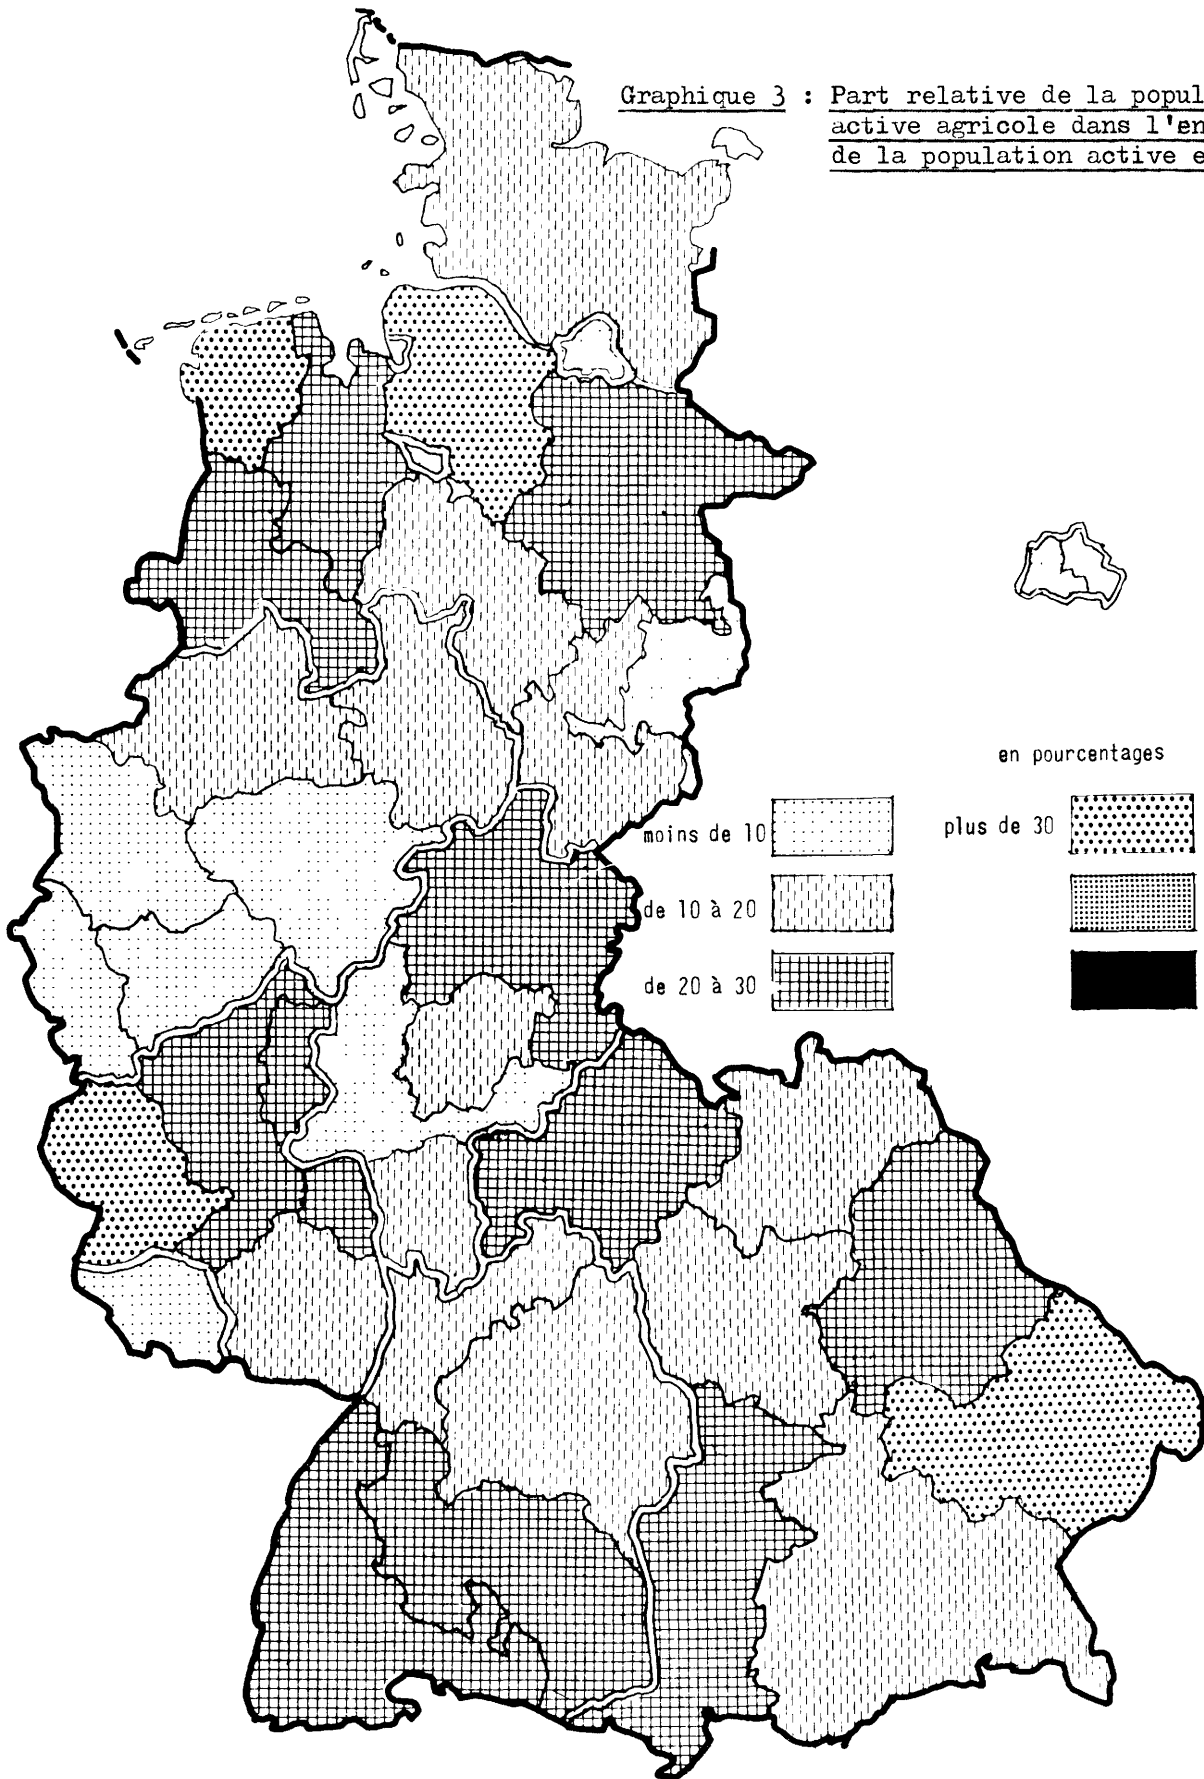 Graphique 3 : Part relative de la popul
active agricole dans l'en
de la population active e
en pourcentages
moins de 10
plus de 30
de 10 à 20
de 20 à 30